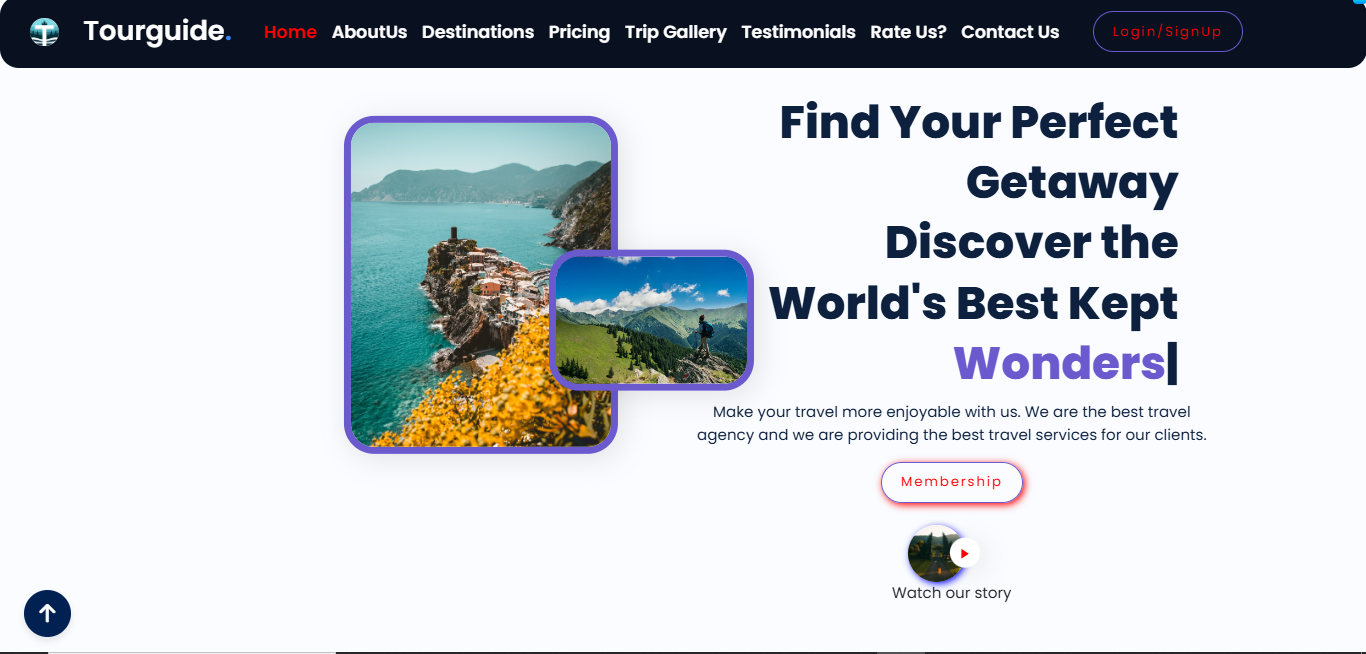 Tourguide. Home AboutUs Destinations Pricing Trip Gallery Testimonials Rate Us? Contact Us Login/SignUp
Find Your Perfect
Getaway
Discover the
World's Best Kept
Wonders|
Make your travel more enjoyable with us. We are the best travel
agency and we are providing the best travel services for our clients.
Membership
Watch our story